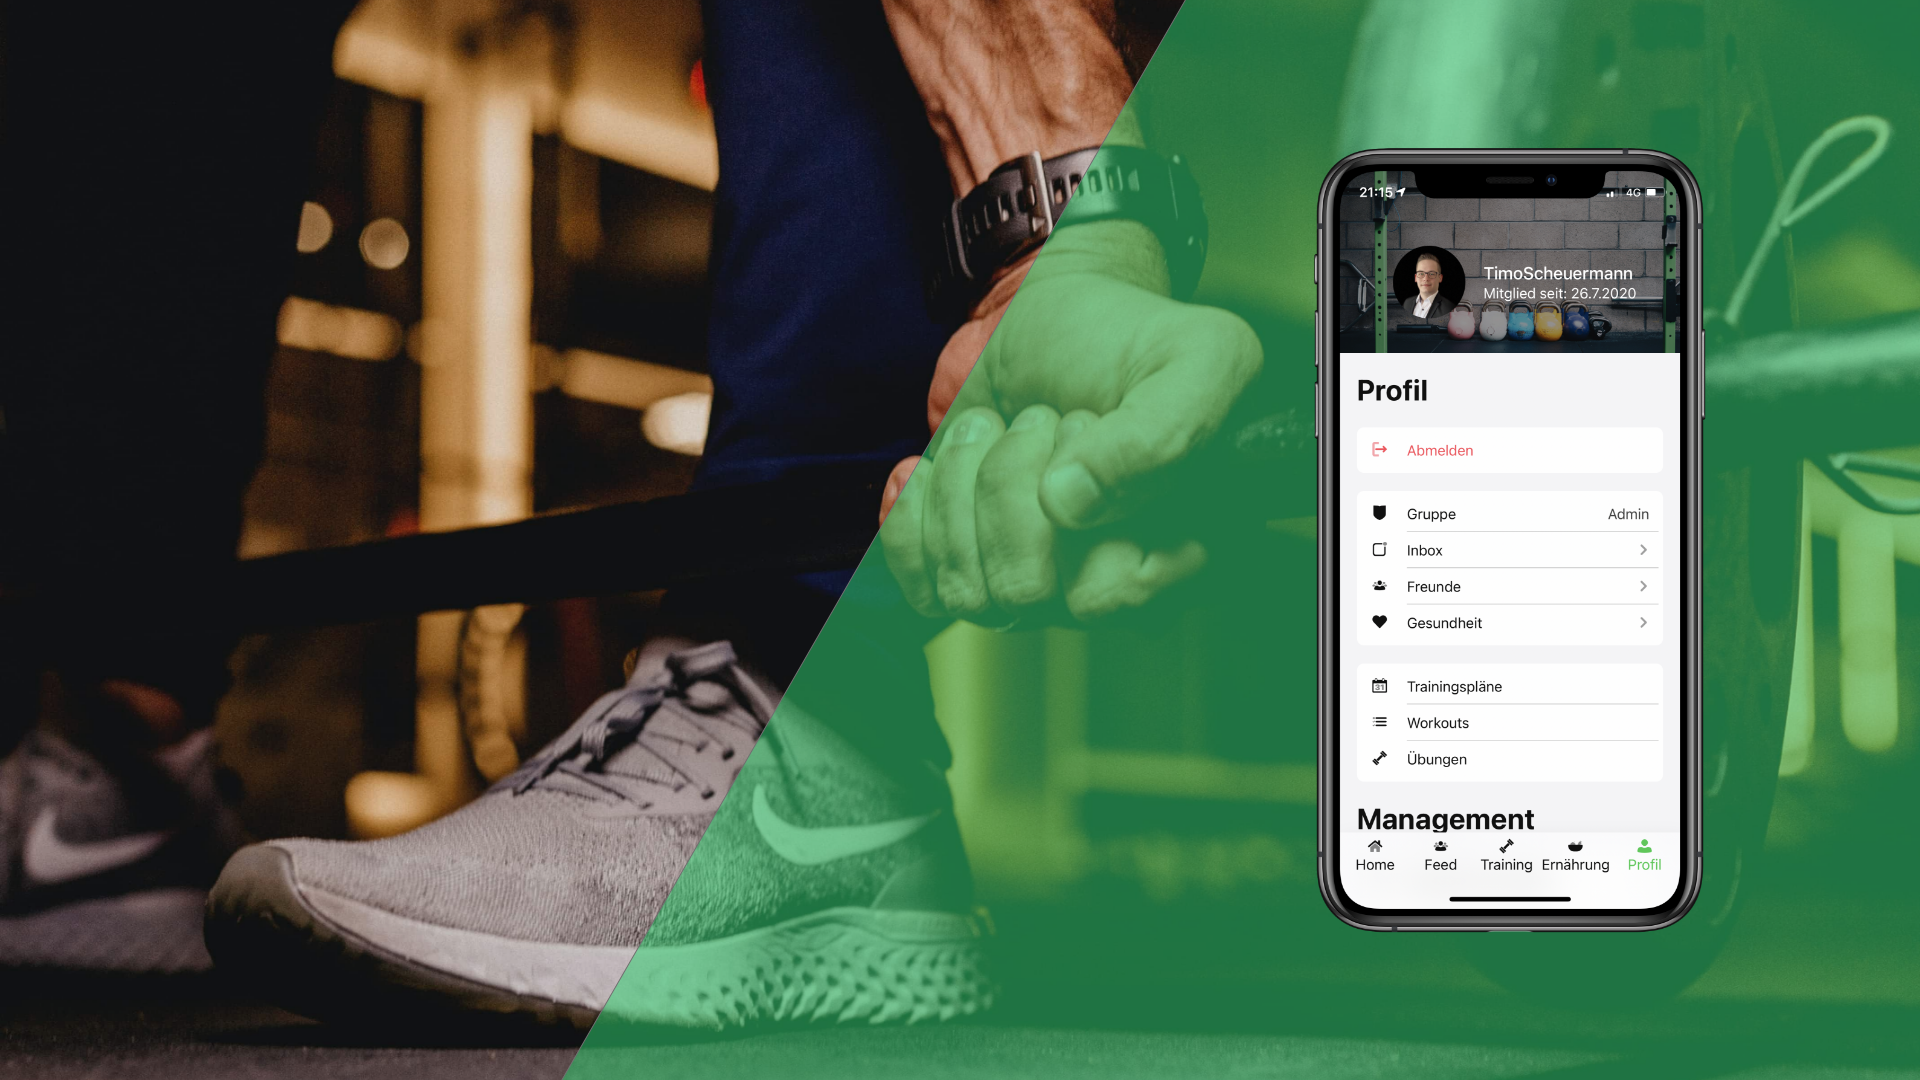 21:15
4G
TimoScheuermann
Mitglied seit: 26.7.2020
Profil
Abmelden
Gruppe Admin
Inbox
Freunde
Gesundheit
31
Trainingspläne
Workouts
Übungen
Management
Home Feed Training Ernährung Profil